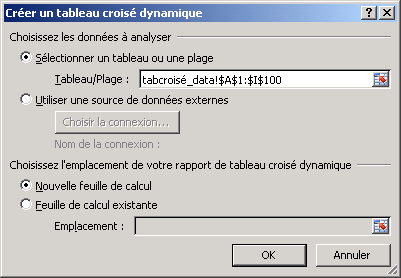 Créer un tableau croisé dynamique
Choisissez les données à analyser
Sélectionner un tableau ou une plage
Tableau/Plage : tabcroisé_data!$A$1:$I$100
Utiliser une source de données externes
Choisir la connexion...
Nom de la connexion :
Choisissez l'emplacement de votre rapport de tableau croisé dynamique
Nouvelle feuille de calcul
Feuille de calcul existante
Emplacement :
OK Annuler